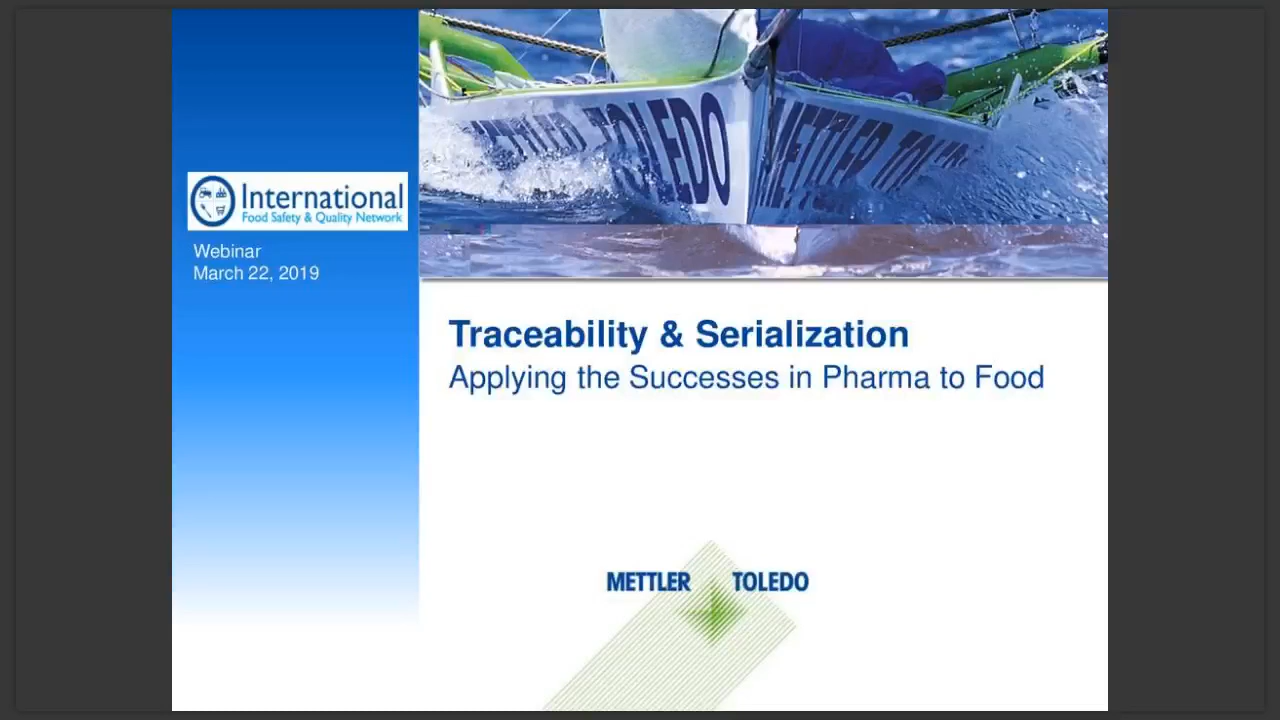 METTLER TOLEDO
METTLER TOLEDO
International
Food Safety & Quality Network
Webinar
March 22, 2019
Traceability & Serialization
Applying the Successes in Pharma to Food
METTLER TOLEDO